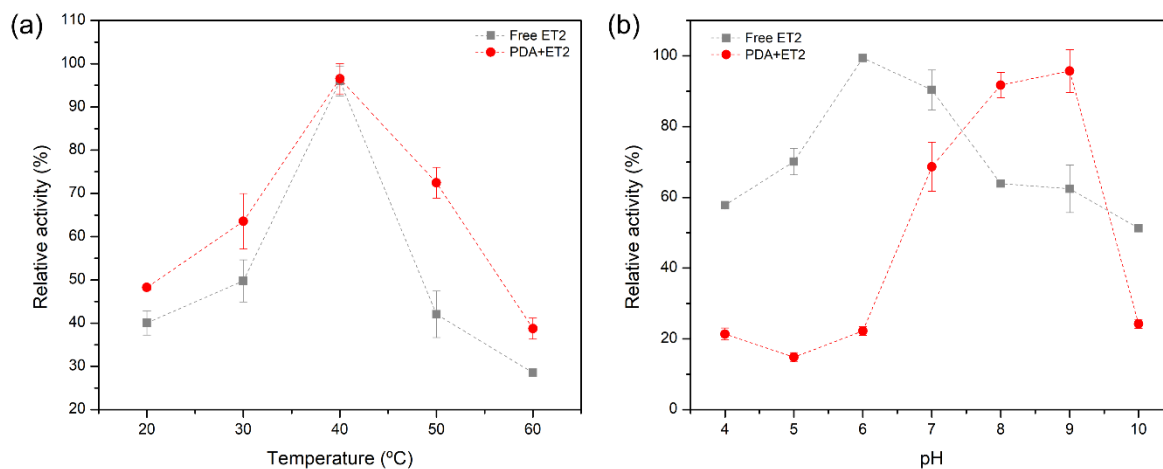 (a)
110
100
90
80
70
60
50
40
30
20
Relative activity (%)
20 30 40 50 60
Temperature (ºC)
Free ET2
PDA+ET2
(b)
100
80
60
40
20
0
Relative activity (%)
4 5 6 7 8 9 10
pH
Free ET2
PDA+ET2